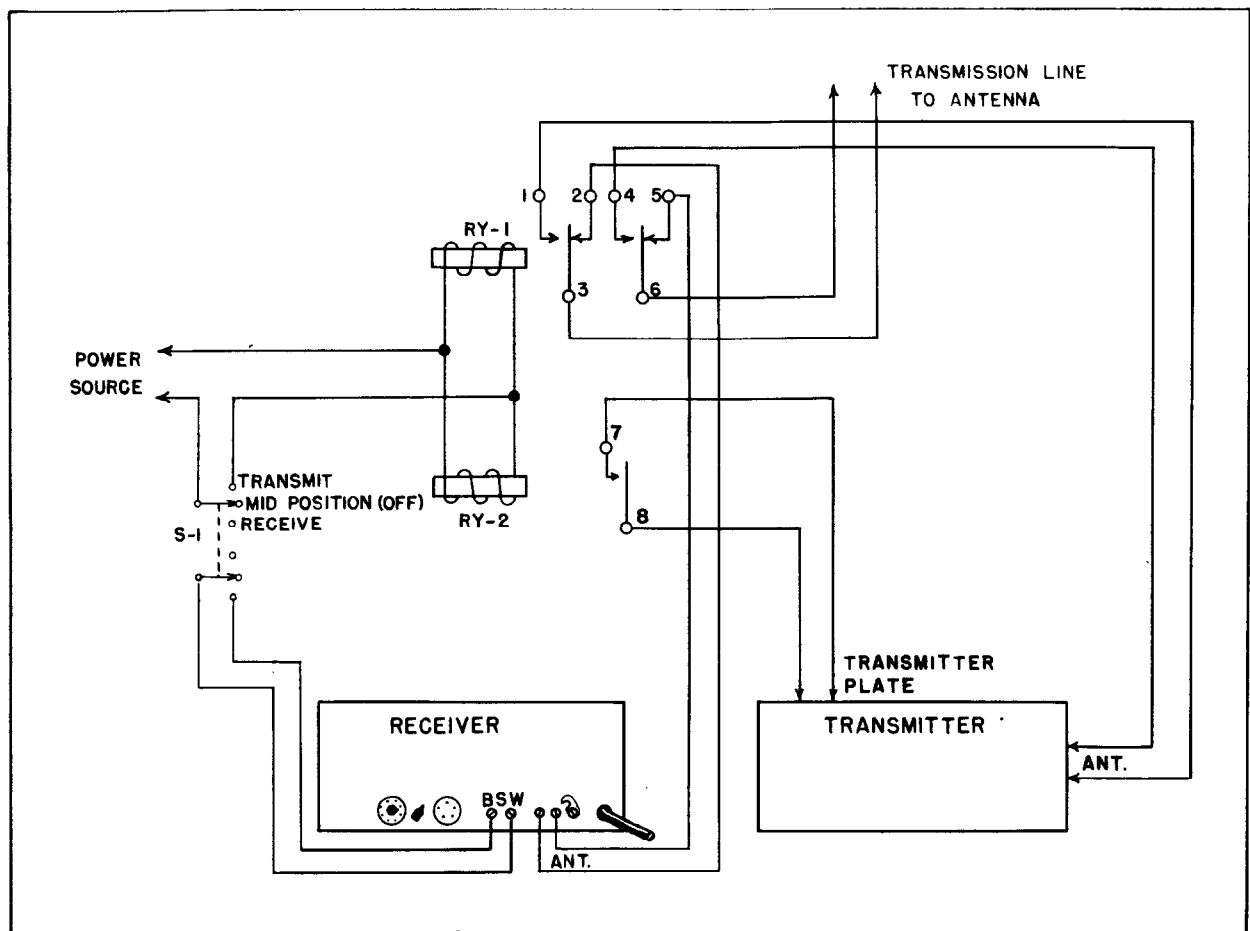 TRANSMISSION LINE
TO ANTENNA
1
2
4
5
RY-1
3
6
POWER
SOURCE
7
TRANSMIT
MID POSITION (OFF)
RECEIVE
S-1
RY-2
8
TRANSMITTER
PLATE
RECEIVER
TRANSMITTER
ANT.
BSW
ANT.